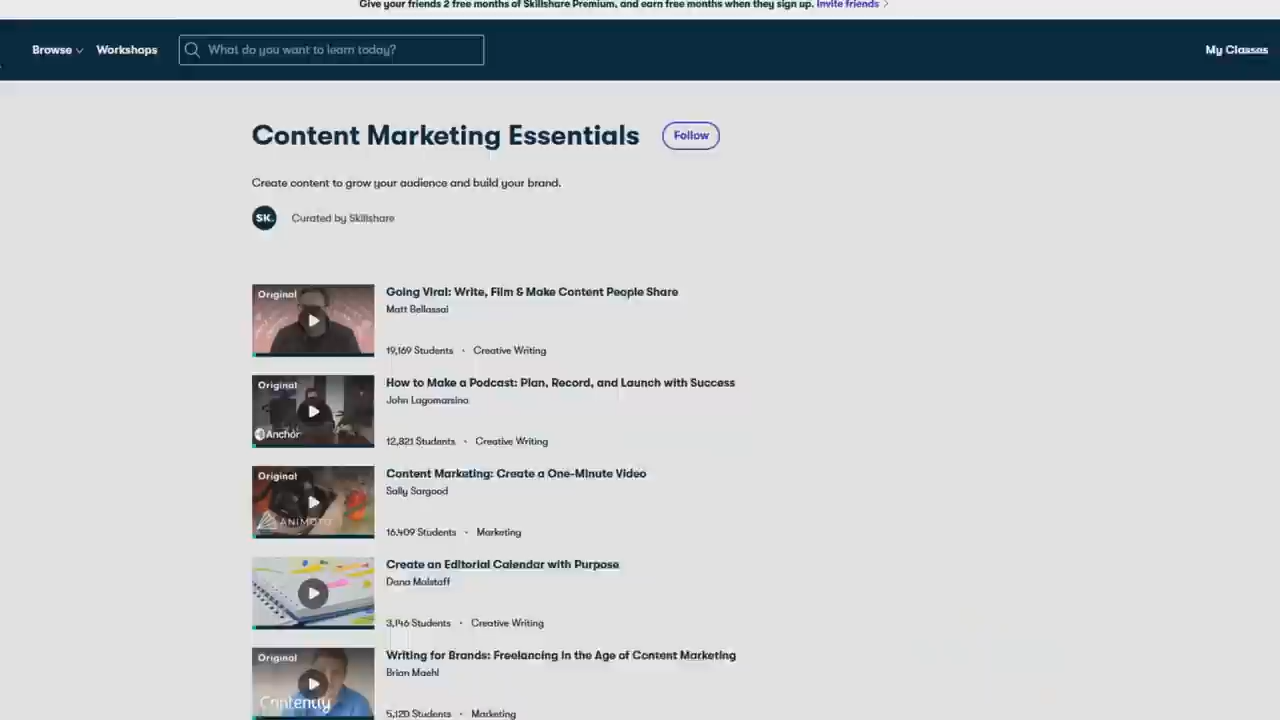 Give your friends 2 free months of Skillshare Premium, and earn free months when they sign up. Invite friends >
Browse Workshops What do you want to learn today? My Classes
Content Marketing Essentials Follow
Create content to grow your audience and build your brand.
SK. Curated by Skillshare
Original
Going Viral: Write, Film & Make Content People Share
Matt Bellassai
19,169 Students · Creative Writing
Original
How to Make a Podcast: Plan, Record, and Launch with Success
John Lagomarsino
Anchor
12,821 Students · Creative Writing
Original
Content Marketing: Create a One-Minute Video
Sally Sargood
ANIMOTO
16,409 Students · Marketing
Create an Editorial Calendar with Purpose
Dana Malstaff
3,146 Students · Creative Writing
Original
Writing for Brands: Freelancing in the Age of Content Marketing
Brian Maehl
Contently
5,120 Students · Marketing